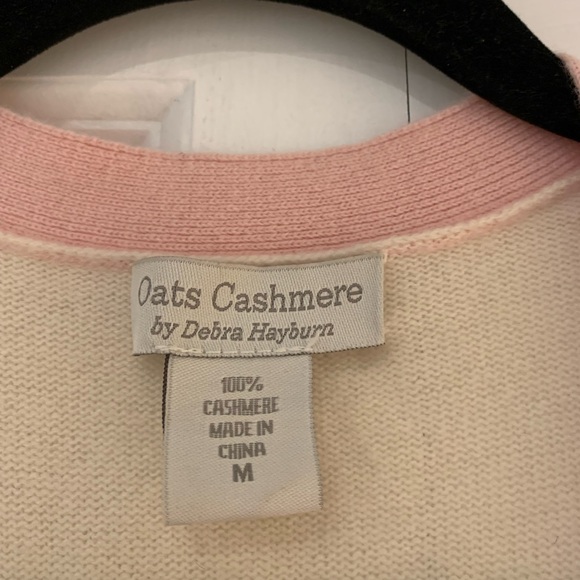 Oats Cashmere
by Debra Hayburn
100%
CASHMERE
MADE IN
CHINA
M